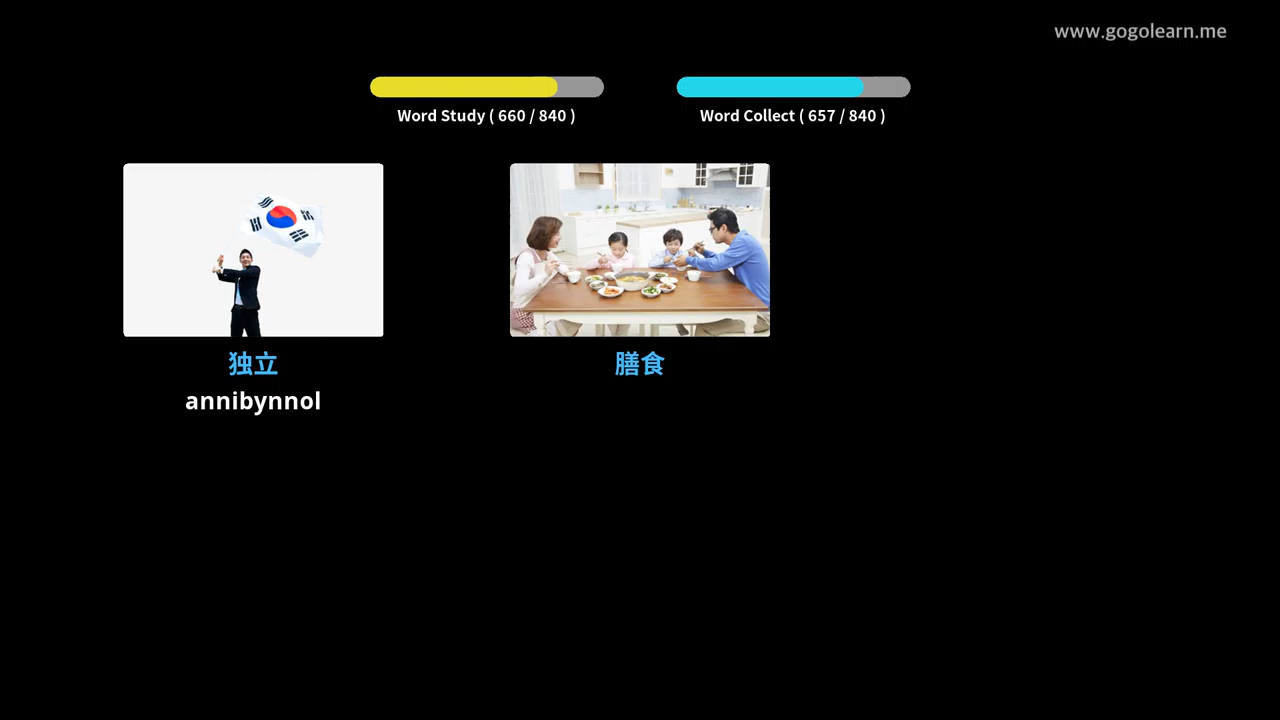 www.gogolearn.me
Word Study ( 660 / 840 )
Word Collect ( 657 / 840 )
独立
annibynnol
膳食